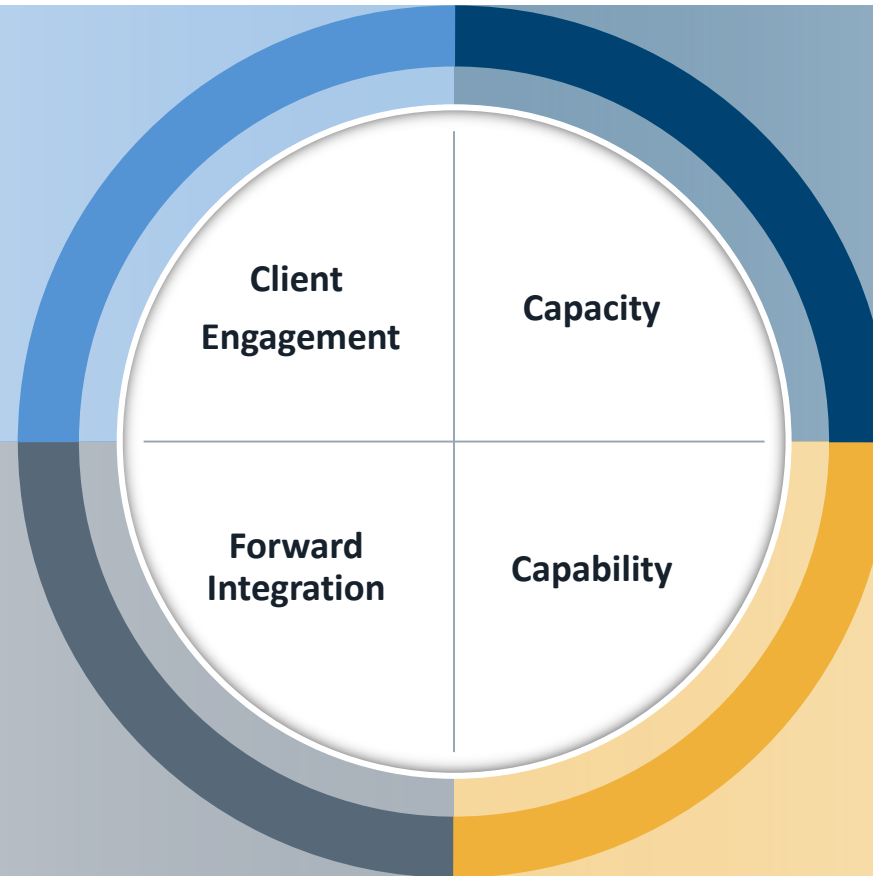 Client
Engagement
Capacity
Forward
Integration
Capability